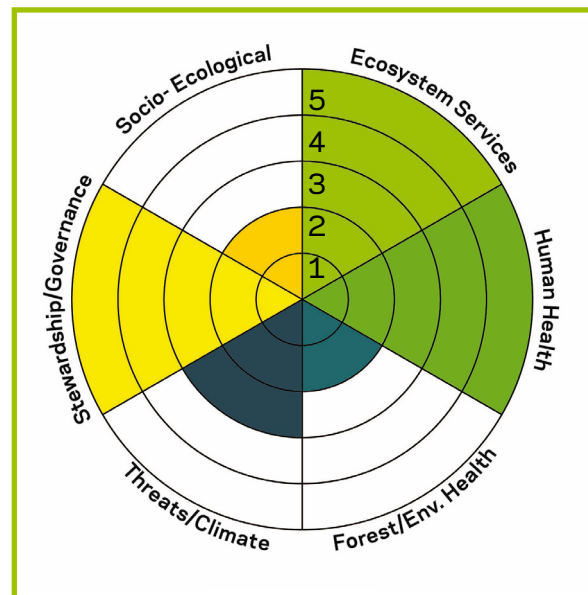 Socio- Ecological
Ecosystem Services
Human Health
Forest/Env. Health
Threats/Climate
Stewardship/Governance
5
4
3
2
1